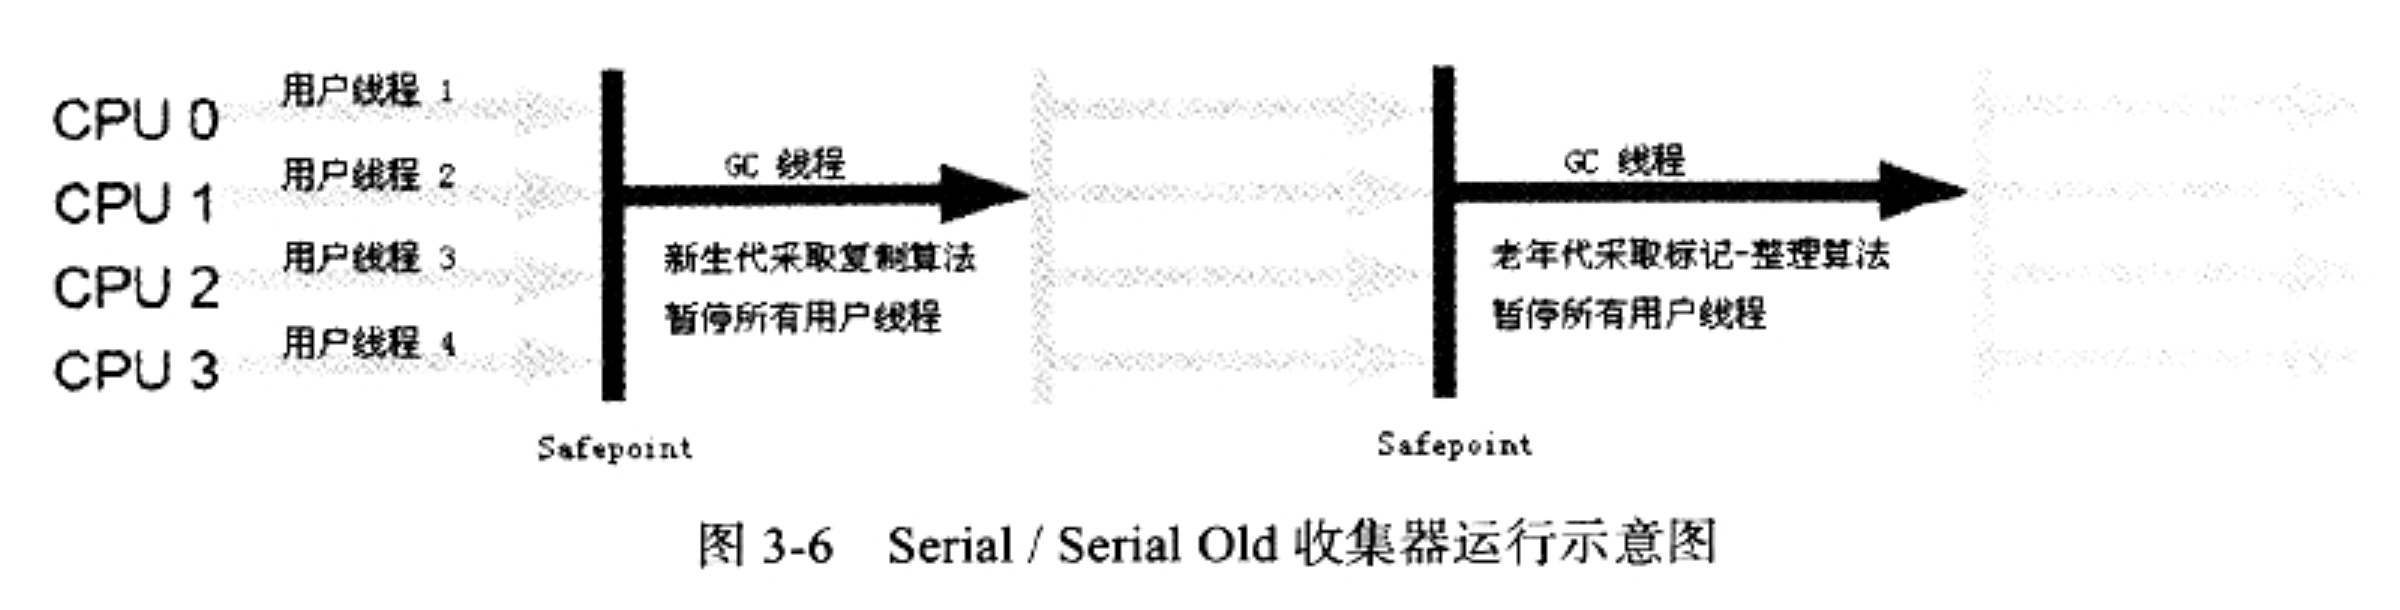 CPU 0
用户线程 1
CPU 1
用户线程 2
CPU 2
用户线程 3
CPU 3
用户线程 4
GC 线程
新生代采取复制算法
暂停所有用户线程
Safepoint
GC 线程
老年代采取标记-整理算法
暂停所有用户线程
Safepoint
图 3-6 Serial / Serial Old 收集器运行示意图